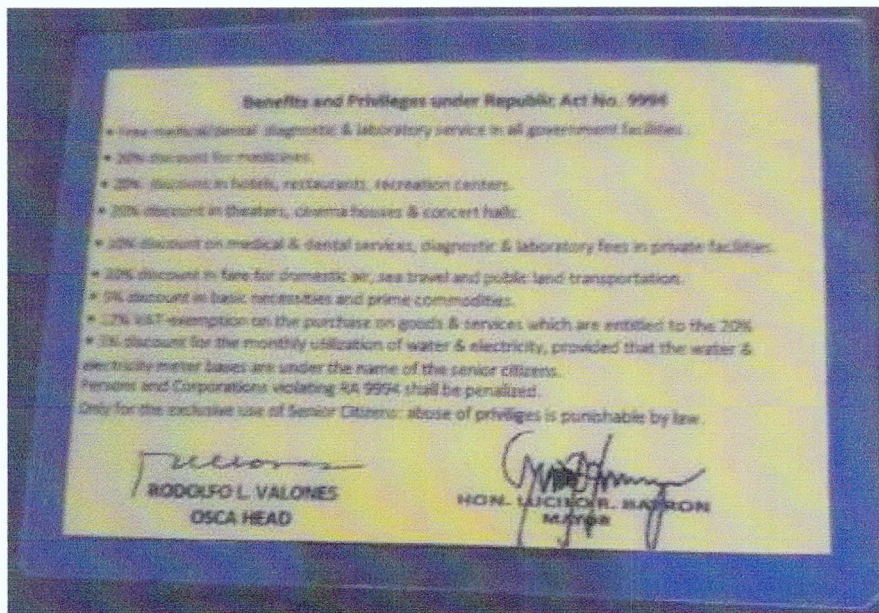 Benefits and Privileges under Republic Act No. 9994
• Free medical/dental diagnostic & laboratory service in all government facilities.
• 20% discount for medicines.
• 20% discount in hotels, restaurants, recreation centers.
• 20% discount in theaters, cinema houses & concert halls.
• 20% discount on medical & dental services, diagnostic & laboratory fees in private facilities.
• 20% discount in fare for domestic air, sea travel and public land transportation.
• 5% discount in basic necessities and prime commodities.
• 12% VAT-exemption on the purchase on goods & services which are entitled to the 20%
• 5% discount for the monthly utilization of water & electricity, provided that the water &
electricity meter bases are under the name of the senior citizens.
Persons and Corporations violating RA 9994 shall be penalized.
Only for the exclusive use of Senior Citizens: abuse of priviliges is punishable by law.
RODOLFO L. VALONES
OSCA HEAD
HON. R. BAYRON
MAYOR